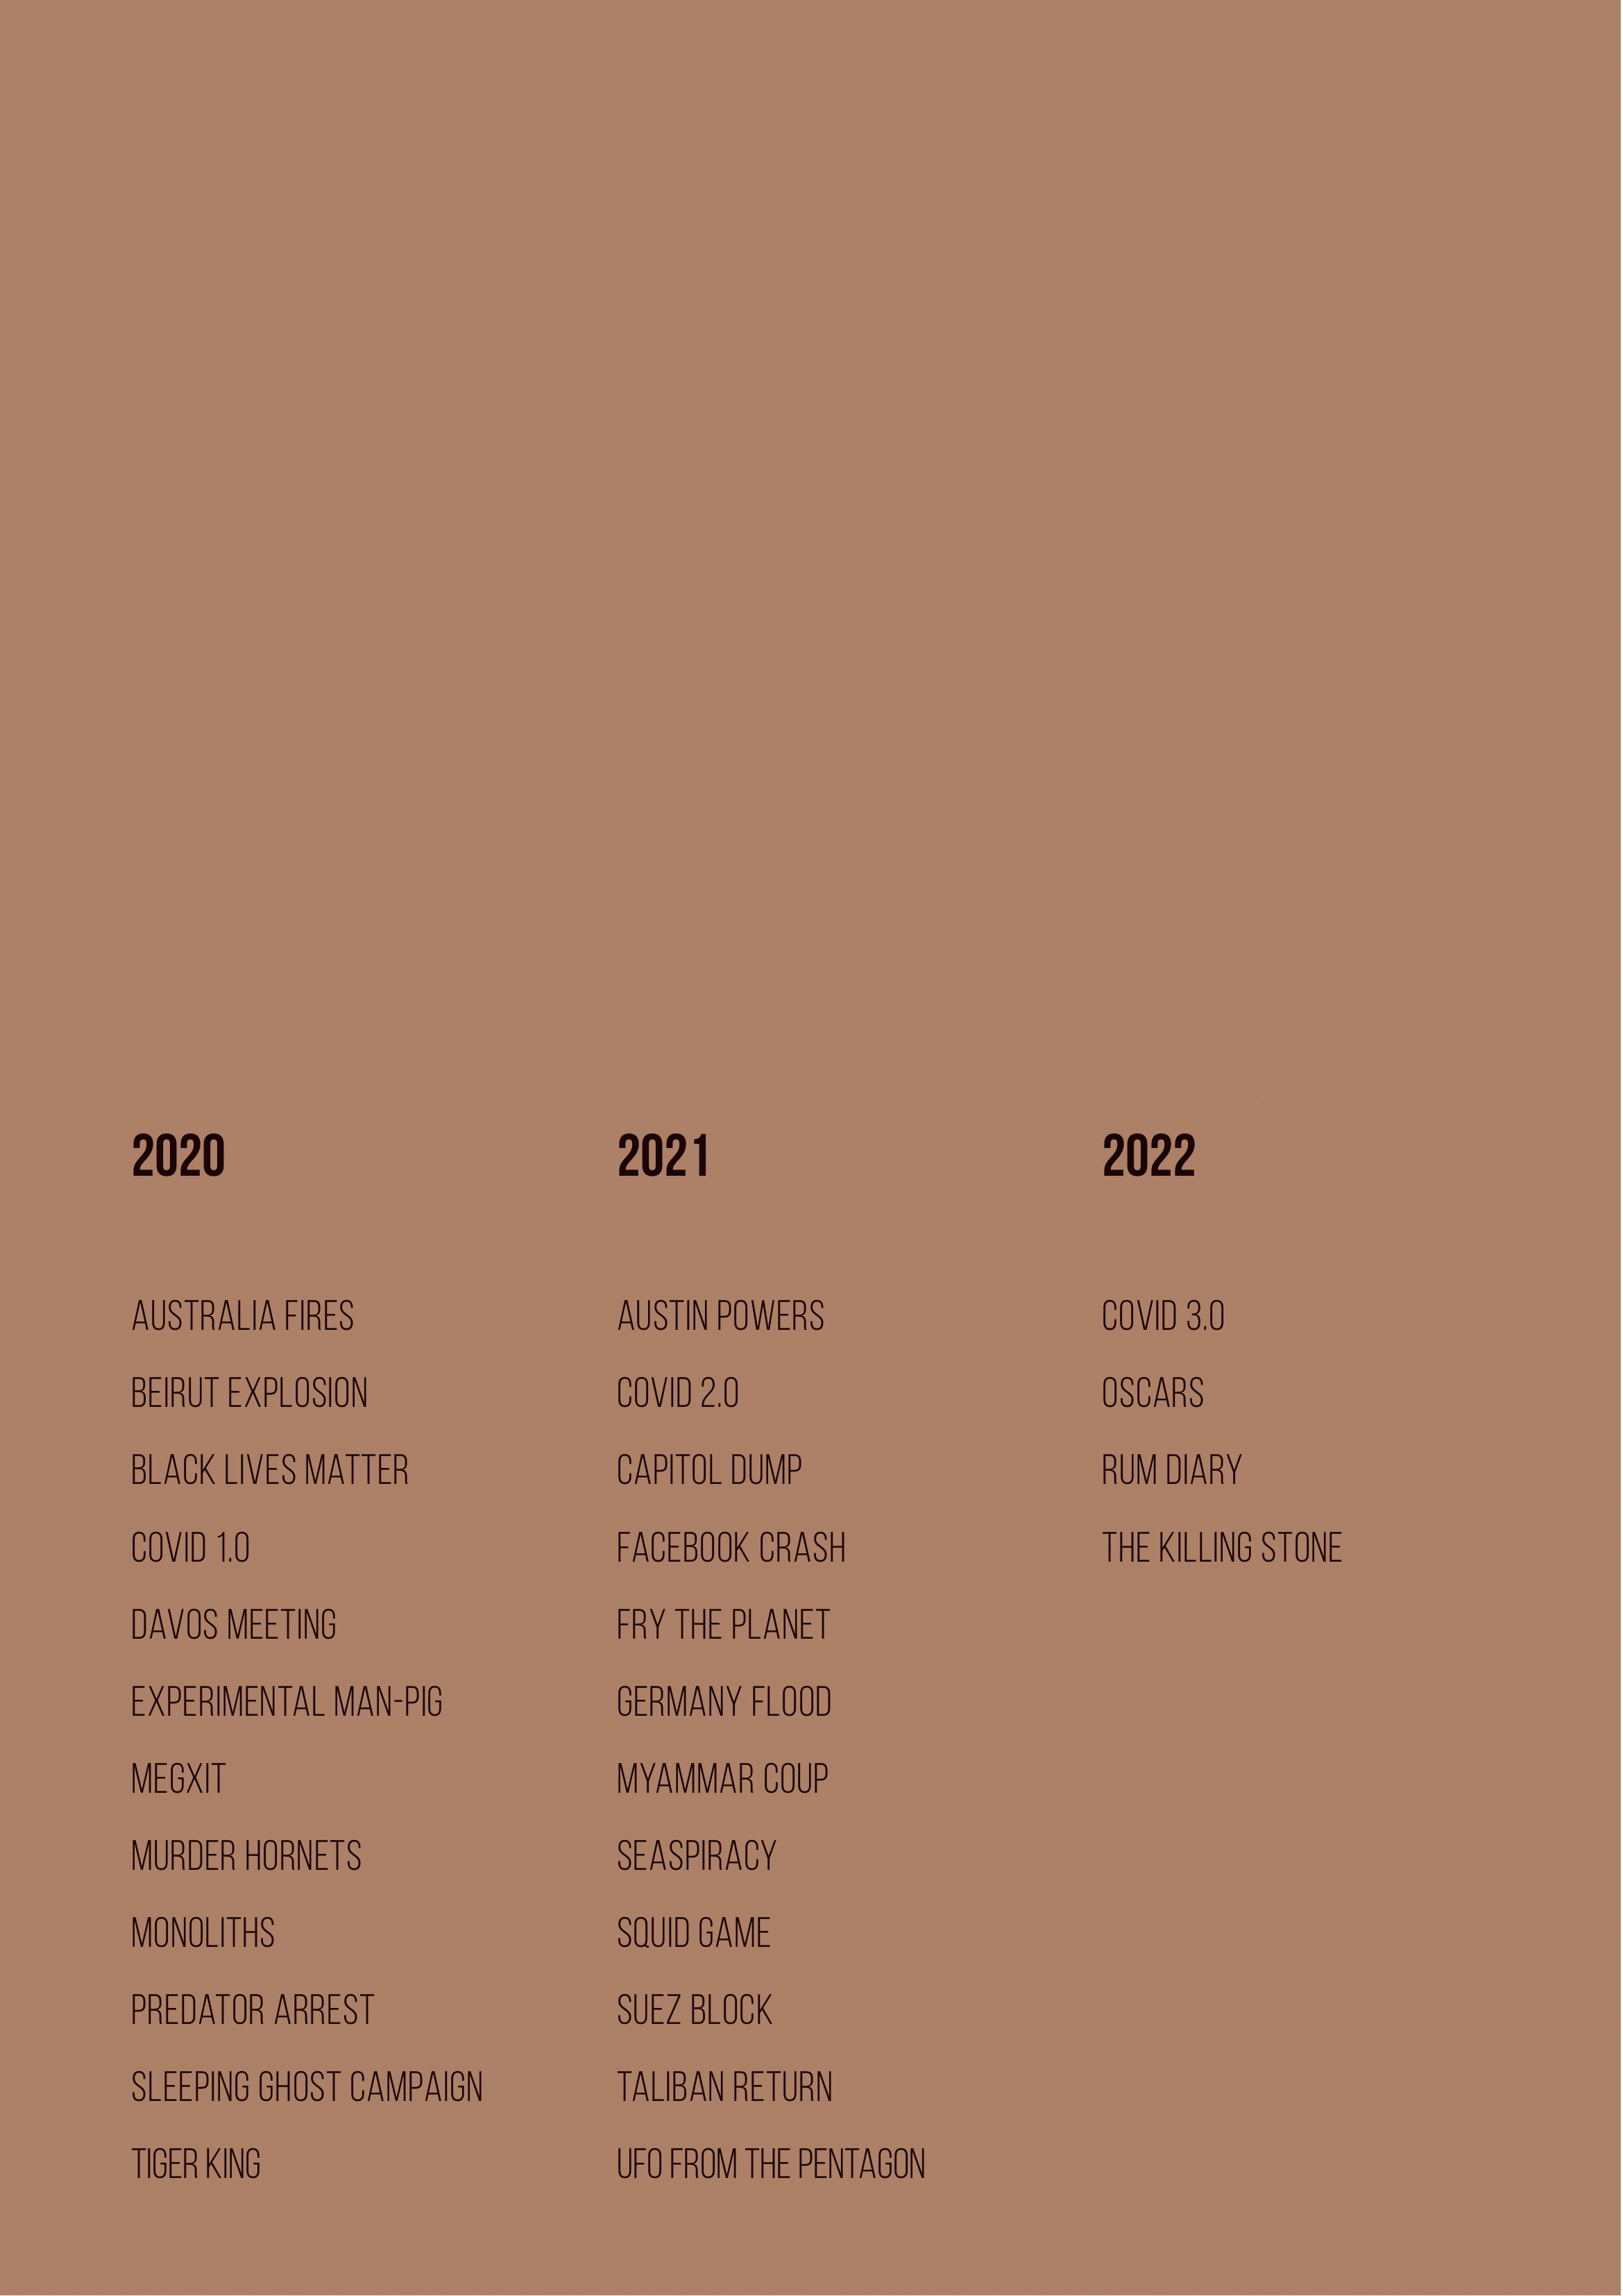 2020
AUSTRALIA FIRES
BEIRUT EXPLOSION
BLACK LIVES MATTER
COVID 1.0
DAVOS MEETING
EXPERIMENTAL MAN-PIG
MEGXIT
MURDER HORNETS
MONOLITHS
PREDATOR ARREST
SLEEPING GHOST CAMPAIGN
TIGER KING
2021
AUSTIN POWERS
COVID 2.0
CAPITOL DUMP
FACEBOOK CRASH
FRY THE PLANET
GERMANY FLOOD
MYAMMAR COUP
SEASPIRACY
SQUID GAME
SUEZ BLOCK
TALIBAN RETURN
UFO FROM THE PENTAGON
2022
COVID 3.0
OSCARS
RUM DIARY
THE KILLING STONE